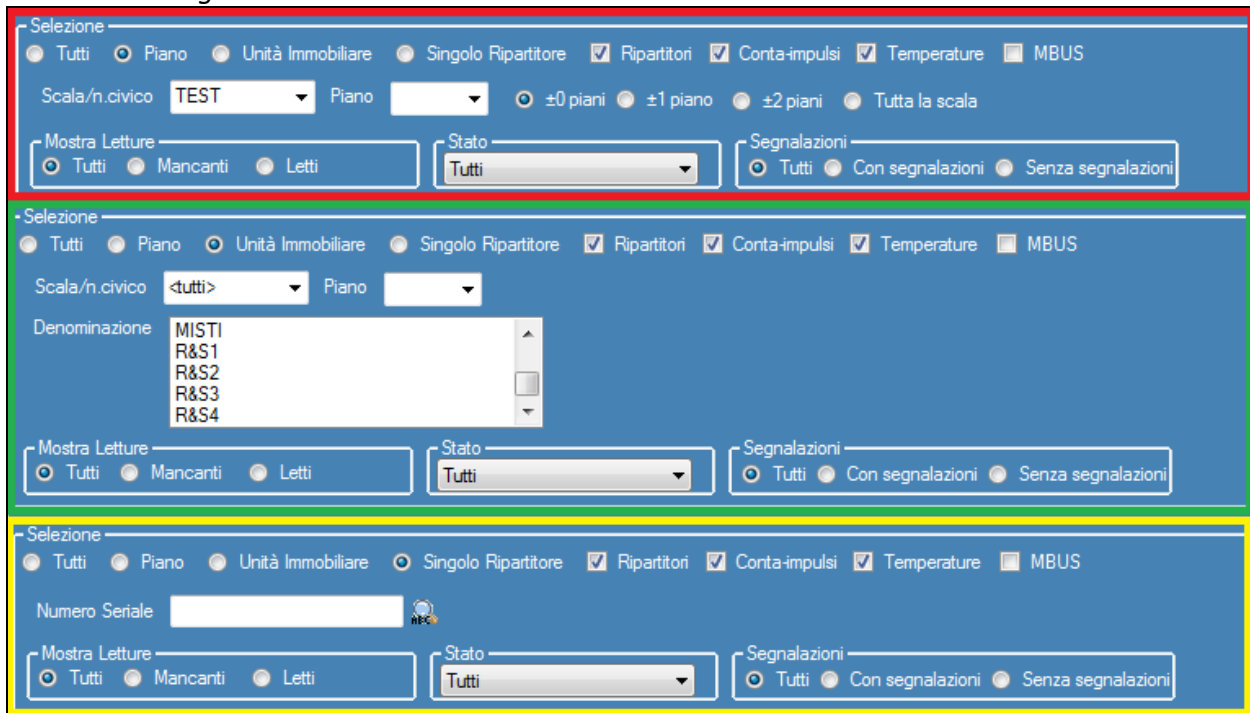 Selezione
Tutti Piano Unità Immobiliare Singolo Ripartitore Ripartitori Conta-impulsi Temperature MBUS
Scala/n.civico TEST Piano ±0 piani ±1 piano ±2 piani Tutta la scala
Mostra Letture Stato Segnalazioni
Tutti Mancanti Letti Tutti Tutti Con segnalazioni Senza segnalazioni
Selezione
Tutti Piano Unità Immobiliare Singolo Ripartitore Ripartitori Conta-impulsi Temperature MBUS
Scala/n.civico <tutti> Piano
Denominazione MISTI
R&S1
R&S2
R&S3
R&S4
Mostra Letture Stato Segnalazioni
Tutti Mancanti Letti Tutti Tutti Con segnalazioni Senza segnalazioni
Selezione
Tutti Piano Unità Immobiliare Singolo Ripartitore Ripartitori Conta-impulsi Temperature MBUS
Numero Seriale ABC
Mostra Letture Stato Segnalazioni
Tutti Mancanti Letti Tutti Tutti Con segnalazioni Senza segnalazioni